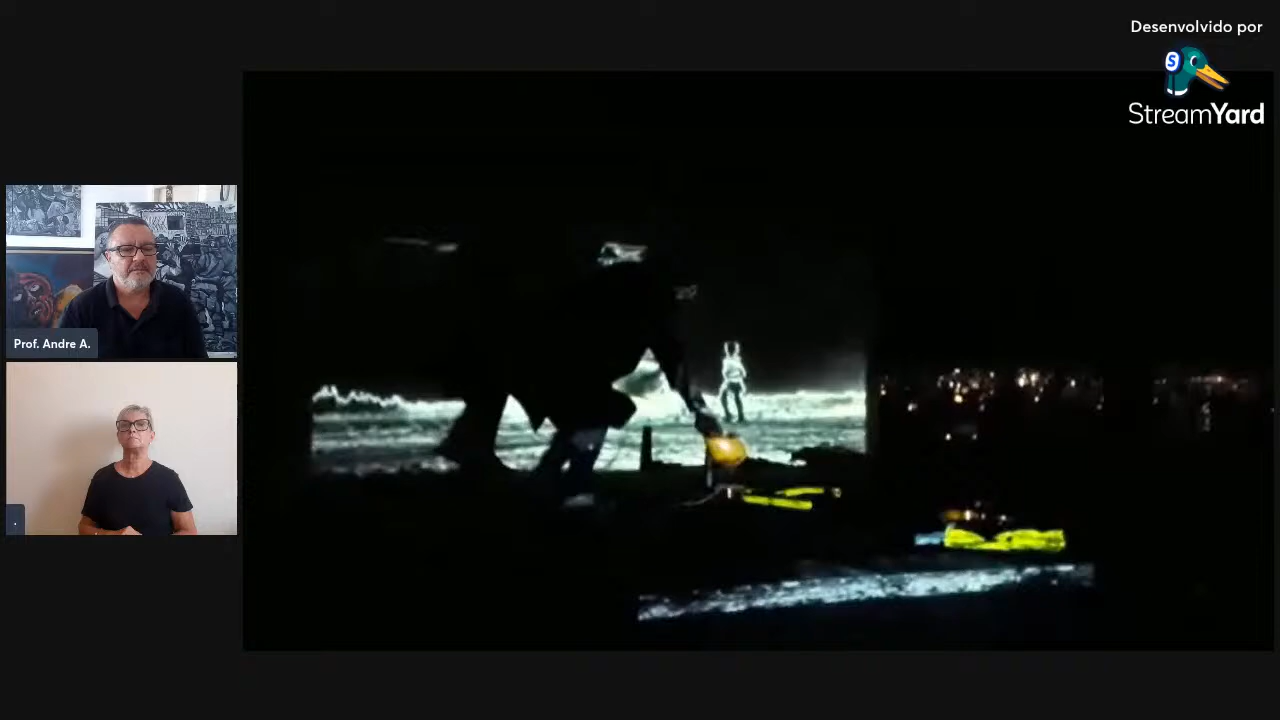 Desenvolvido por
S
StreamYard
Prof. Andre A.
.